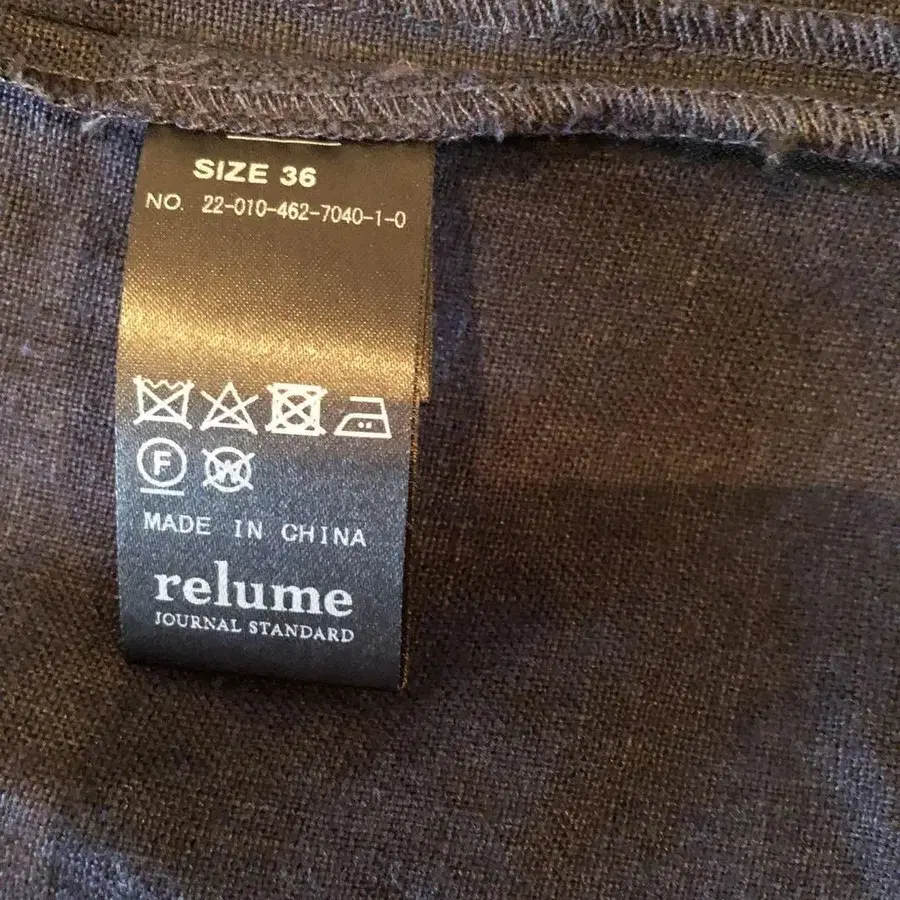 SIZE 36
NO. 22-010-462-7040-1-0
F W
MADE IN CHINA
relume
JOURNAL STANDARD